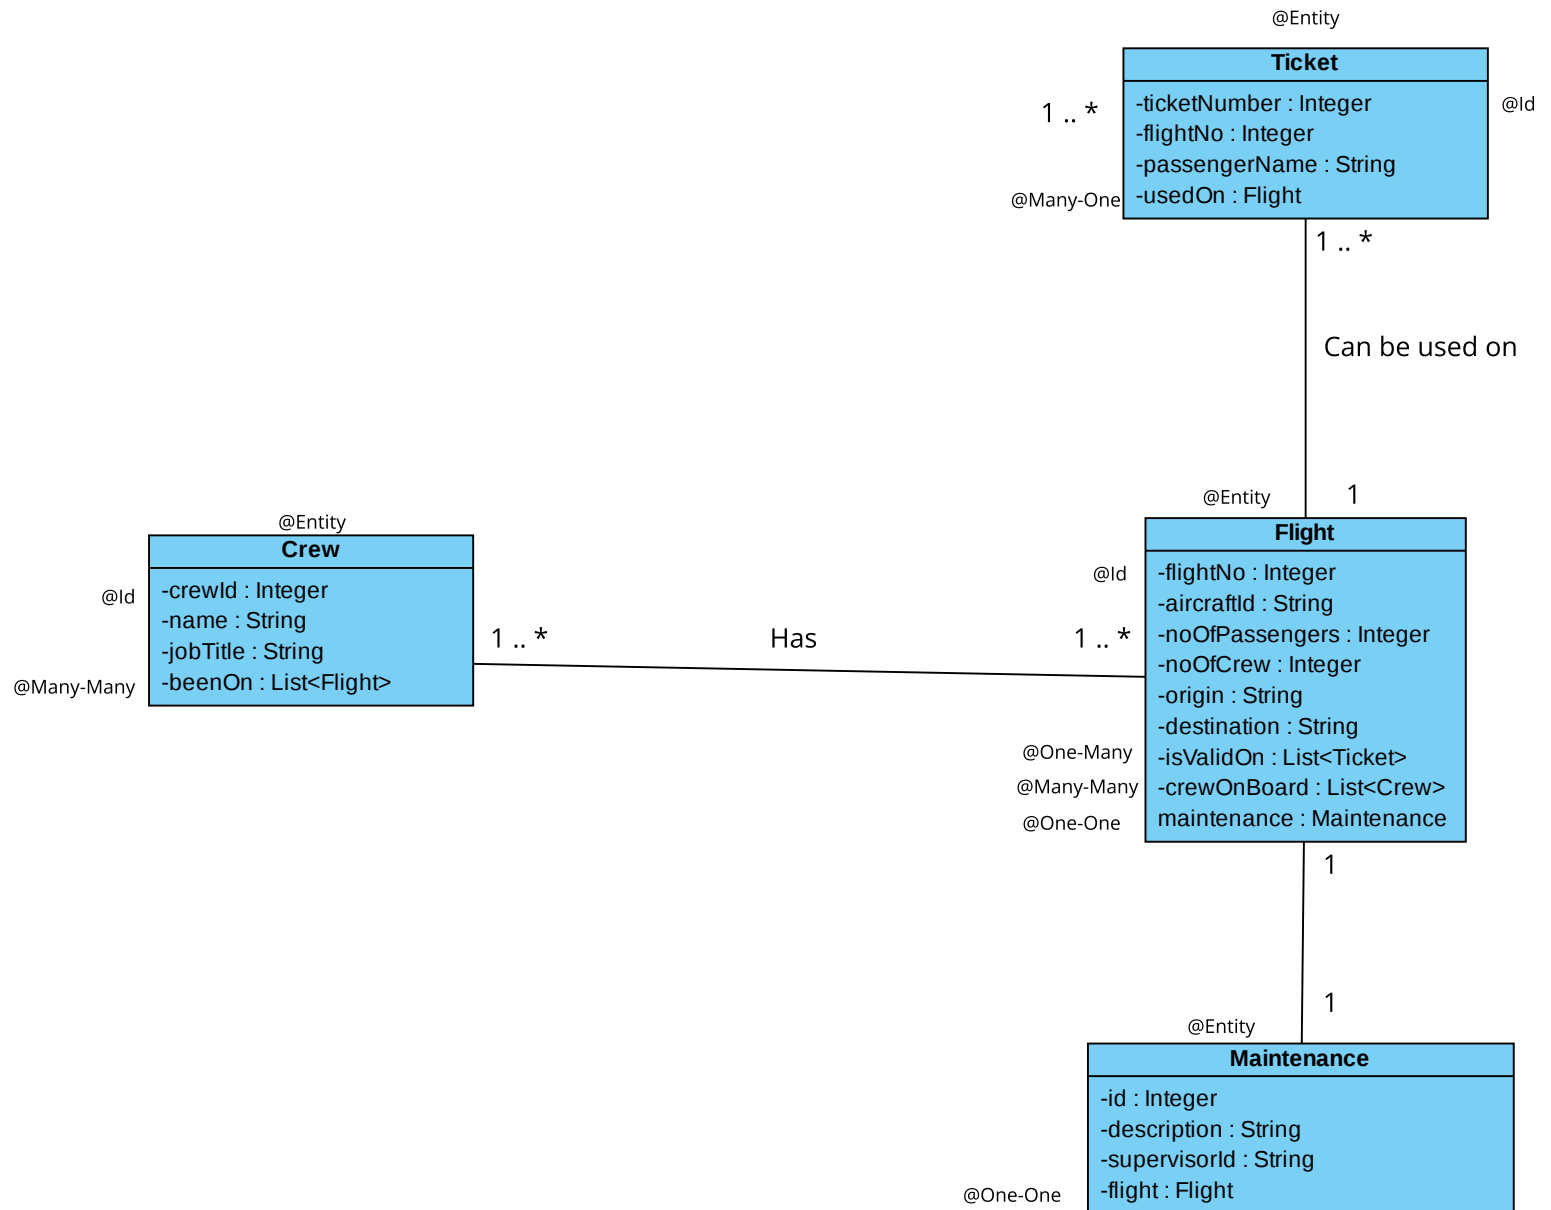 @Entity
Ticket
-ticketNumber : Integer
@Id
1 .. *
-flightNo : Integer
-passengerName : String
@Many-One
-usedOn : Flight
1 .. *
Can be used on
@Entity
1
Flight
@Id
-flightNo : Integer
-aircraftId : String
-noOfPassengers : Integer
-noOfCrew : Integer
-origin : String
-destination : String
@One-Many
-isValidOn : List<Ticket>
@Many-Many
-crewOnBoard : List<Crew>
@One-One
maintenance : Maintenance
@Entity
Crew
@Id
-crewId : Integer
-name : String
-jobTitle : String
@Many-Many
-beenOn : List<Flight>
1 .. *
Has
1 .. *
1
1
@Entity
Maintenance
-id : Integer
-description : String
-supervisorId : String
@One-One
-flight : Flight